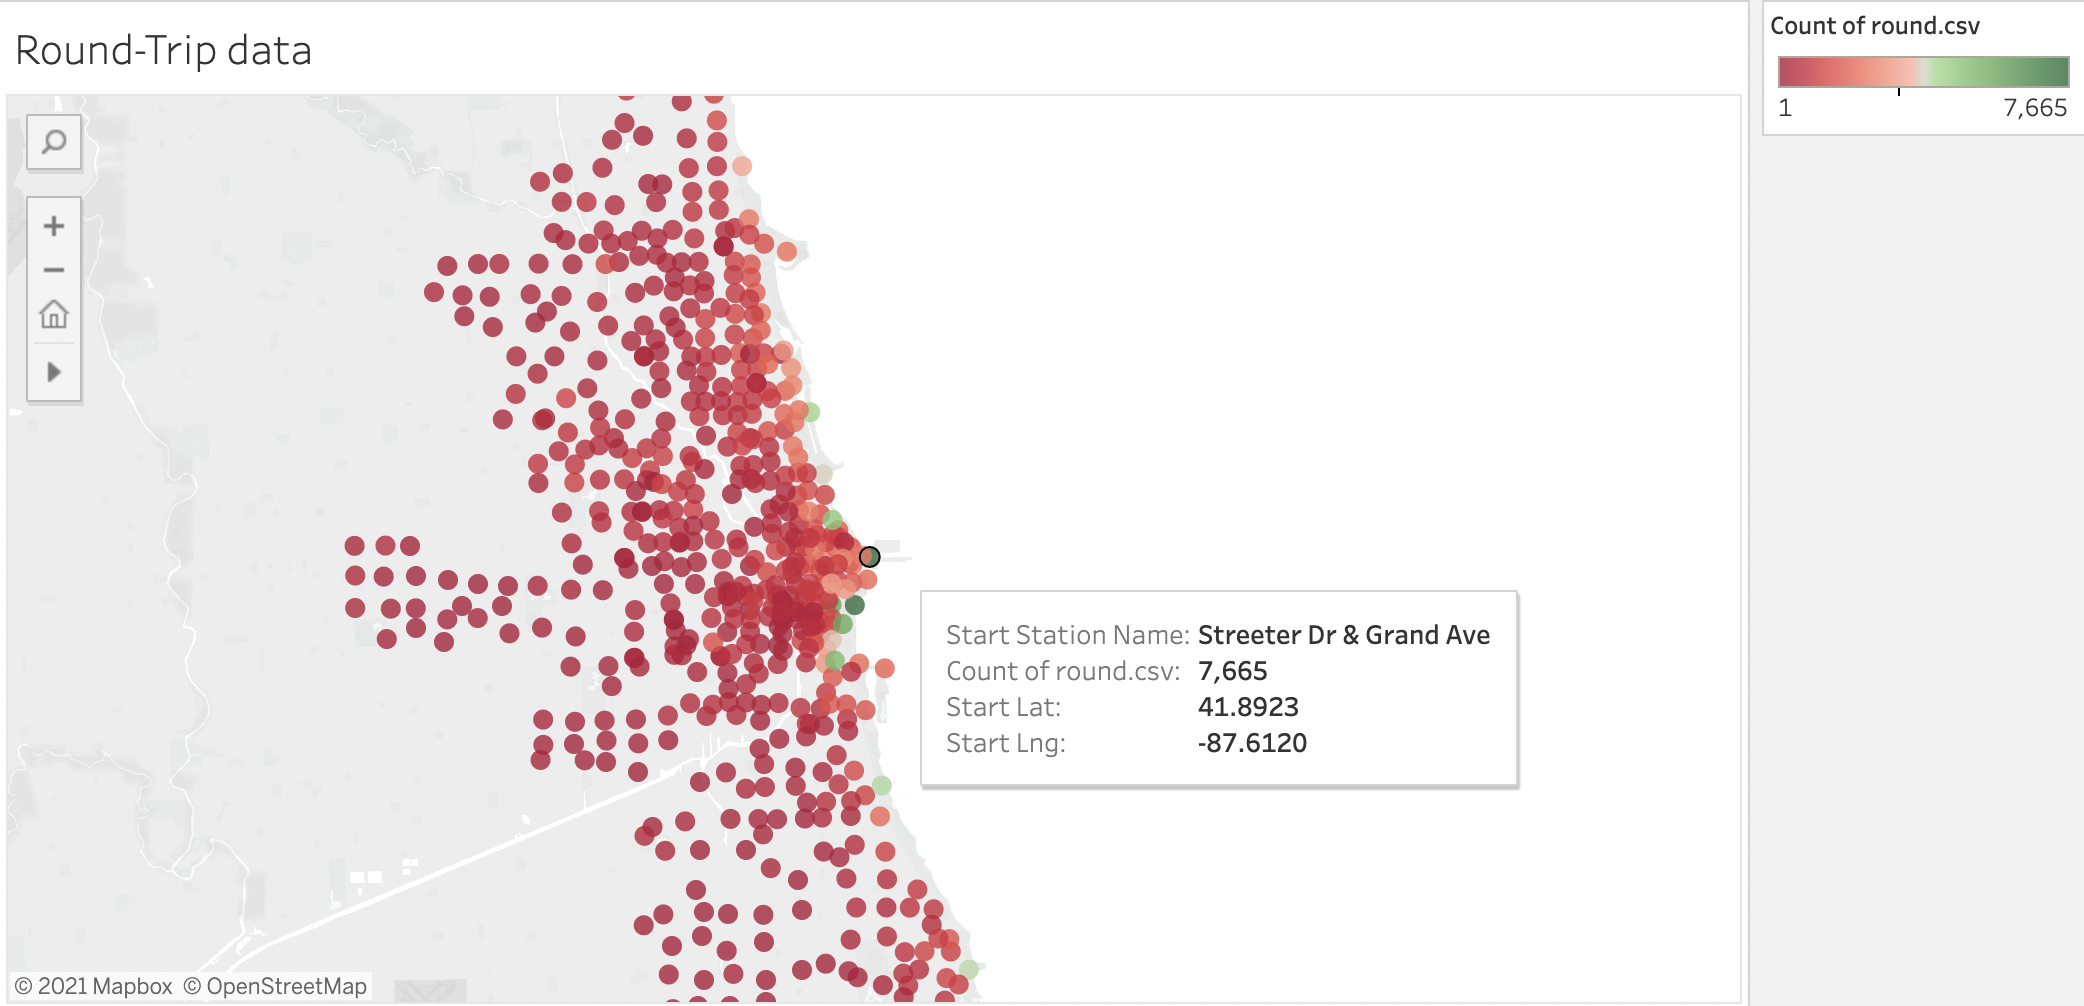 Round-Trip data
Count of round.csv
1 7,665
Start Station Name: Streeter Dr & Grand Ave
Count of round.csv: 7,665
Start Lat: 41.8923
Start Lng: -87.6120
© 2021 Mapbox © OpenStreetMap